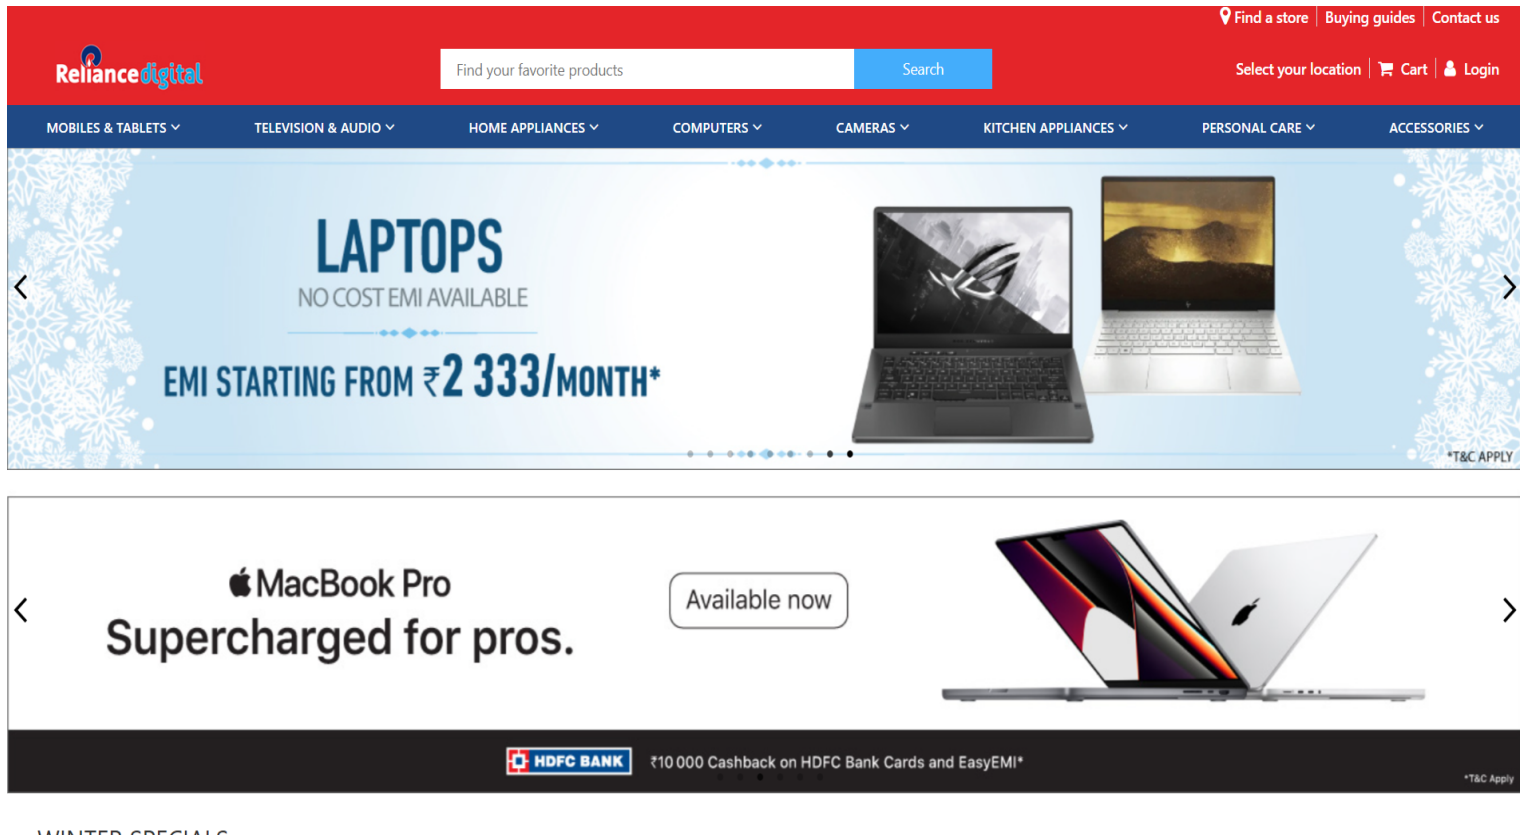 Find a store
Buying guides
Contact us
Reliance digital
Find your favorite products
Search
Select your location
Cart
Login
MOBILES & TABLETS
TELEVISION & AUDIO
HOME APPLIANCES
COMPUTERS
CAMERAS
KITCHEN APPLIANCES
PERSONAL CARE
ACCESSORIES
LAPTOPS
NO COST EMI AVAILABLE
EMI STARTING FROM ₹2 333/MONTH*
*T&C APPLY
MacBook Pro
Supercharged for pros.
Available now
HDFC BANK
₹10 000 Cashback on HDFC Bank Cards and EasyEMI*
*T&C Apply
WINTER SPECIALS